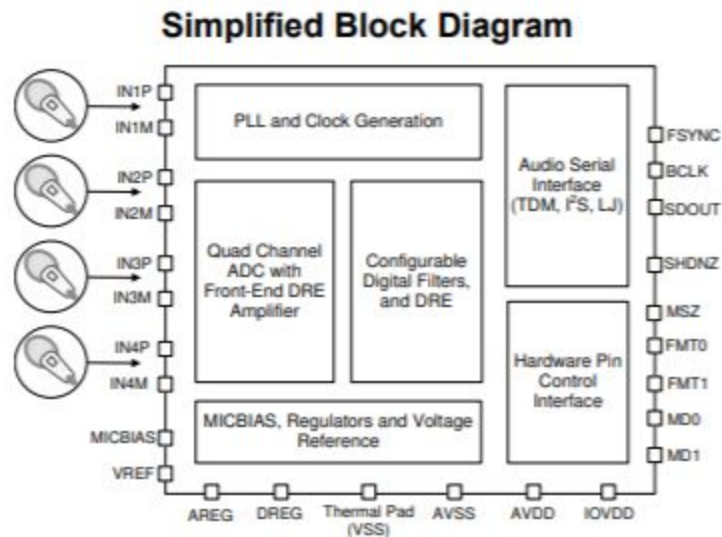 Simplified Block Diagram
IN1P
IN1M
IN2P
IN2M
IN3P
IN3M
IN4P
IN4M
MICBIAS
VREF
PLL and Clock Generation
Quad Channel
ADC with
Front-End DRE
Amplifier
Configurable
Digital Filters,
and DRE
MICBIAS, Regulators and Voltage
Reference
Audio Serial
Interface
(TDM, I²S, LJ)
Hardware Pin
Control
Interface
FSYNC
BCLK
SDOUT
SHDNZ
MSZ
FMT0
FMT1
MD0
MD1
AREG
DREG
Thermal Pad
(VSS)
AVSS
AVDD
IOVDD